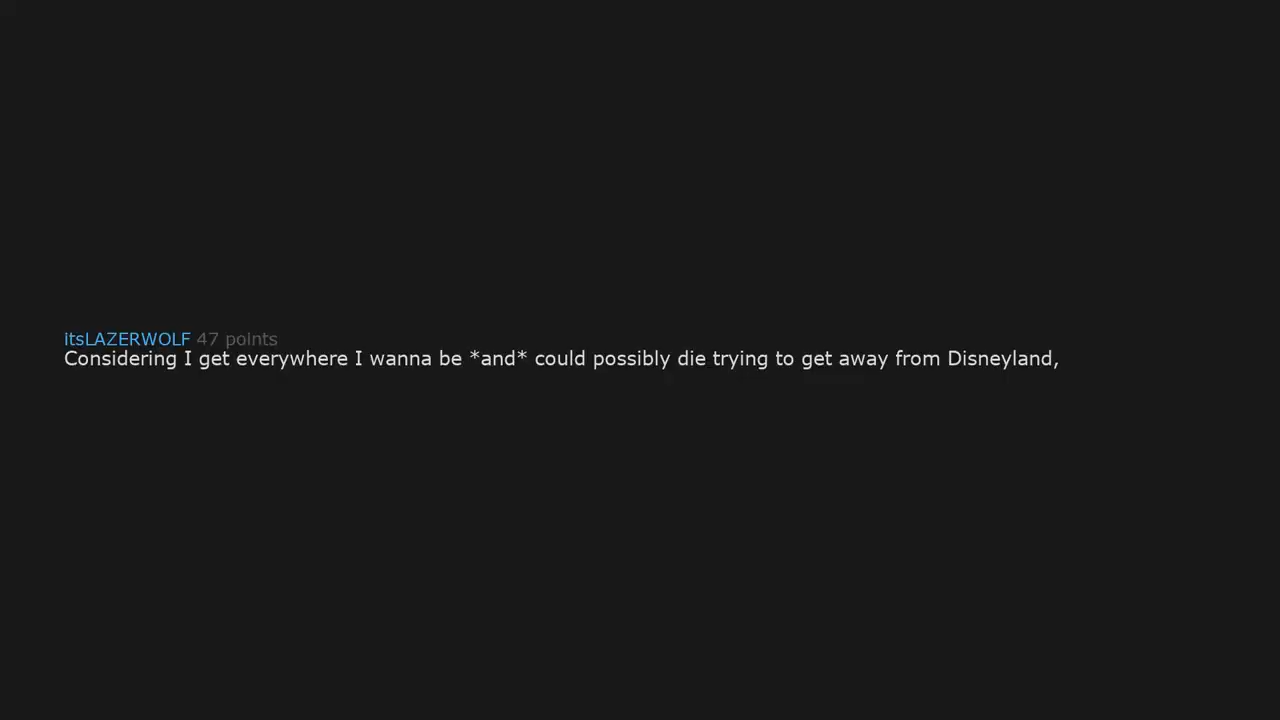 itsLAZERWOLF 47 points
Considering I get everywhere I wanna be *and* could possibly die trying to get away from Disneyland,